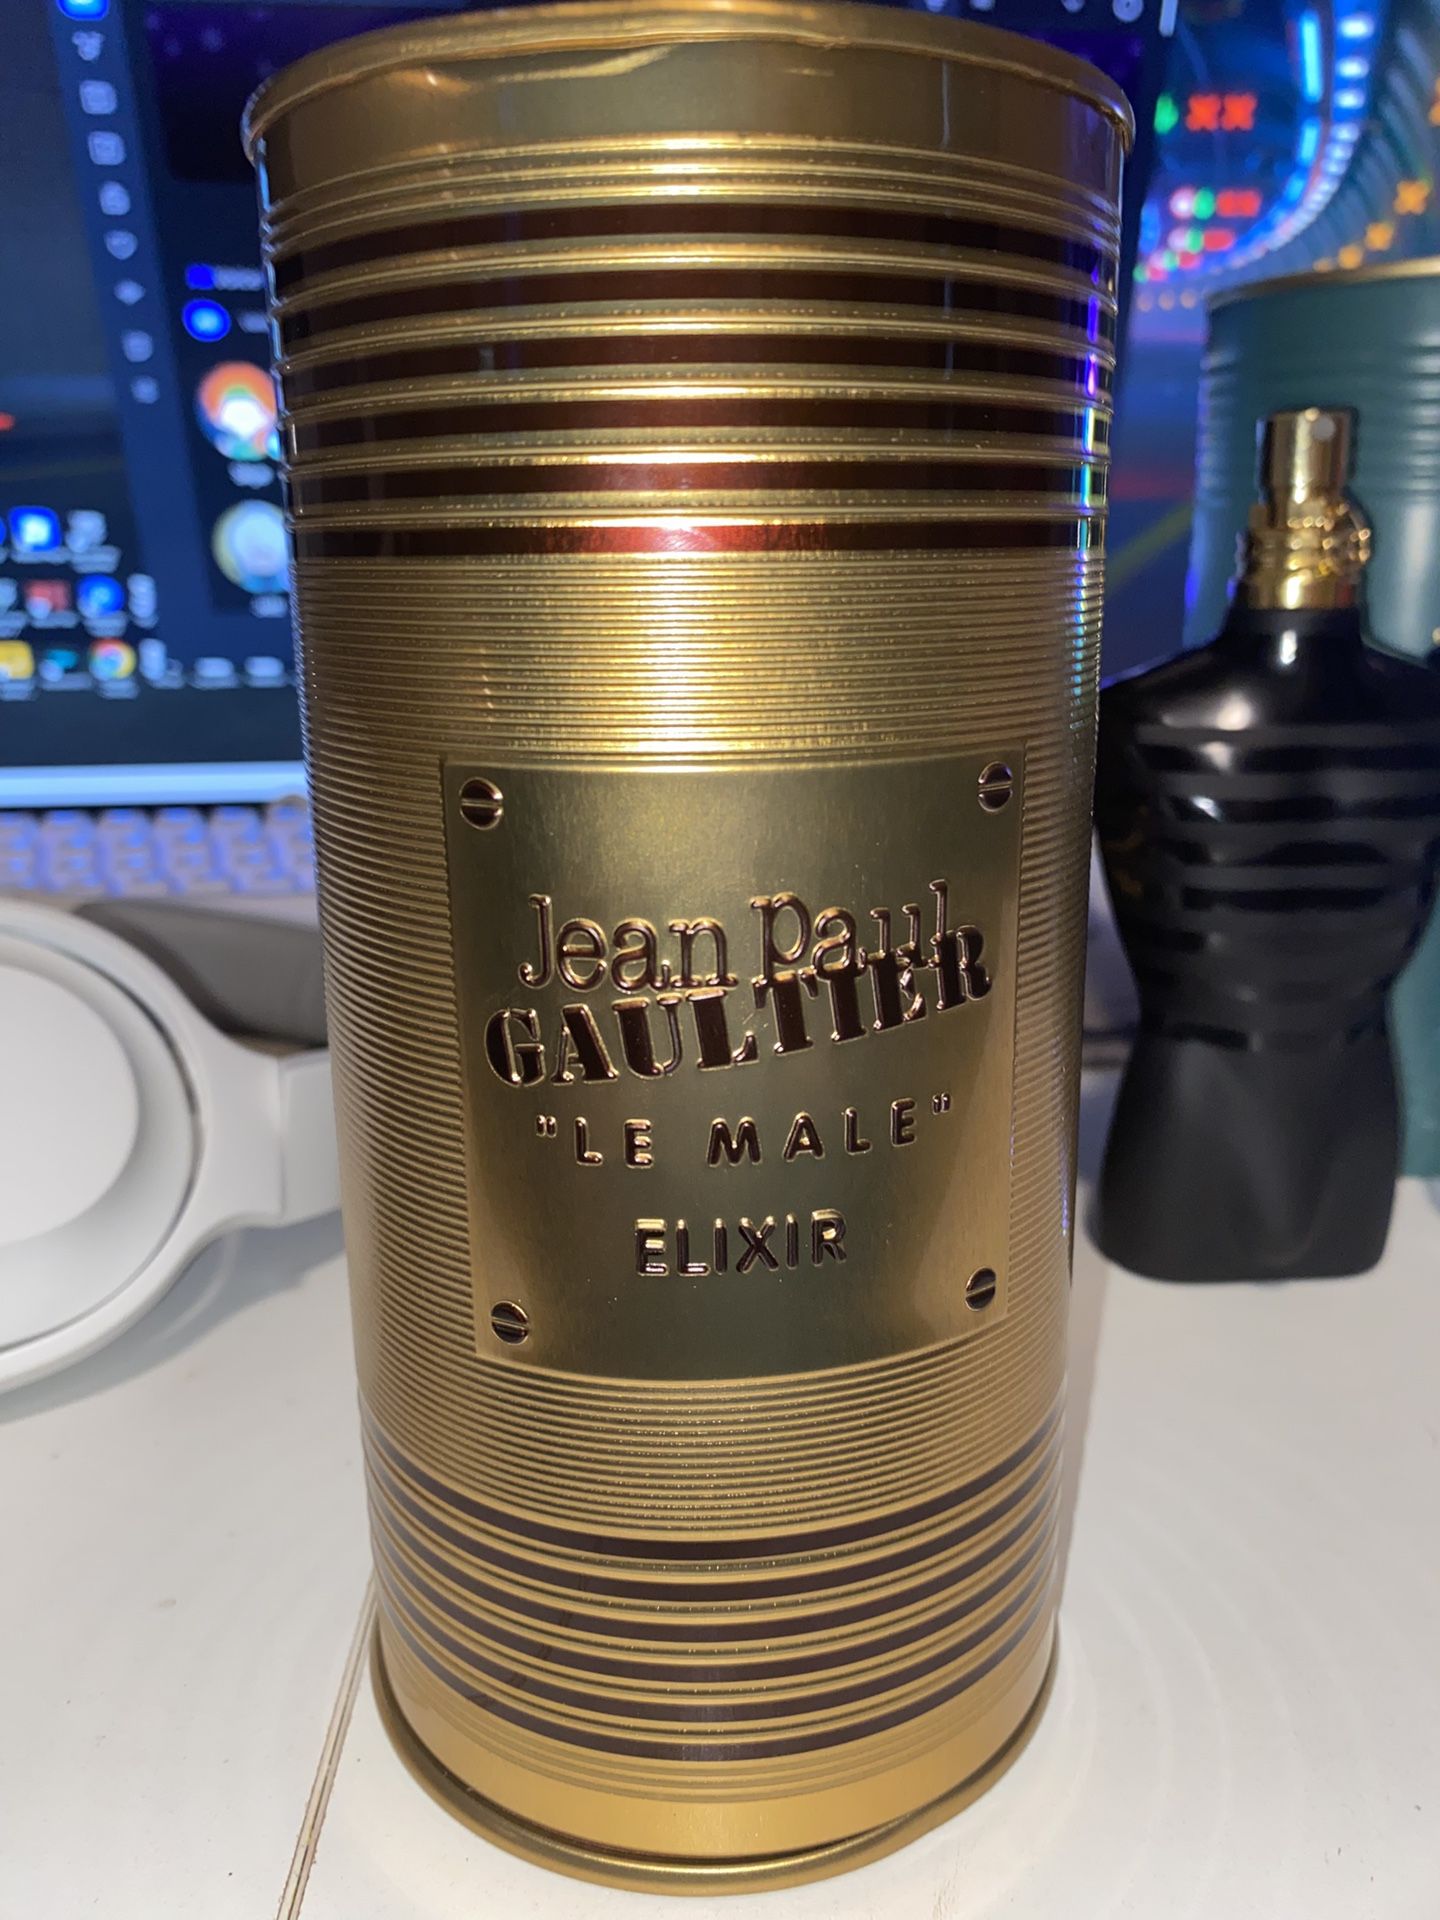 Jean Paul
GAULTIER
"LE MALE"
ELIXIR